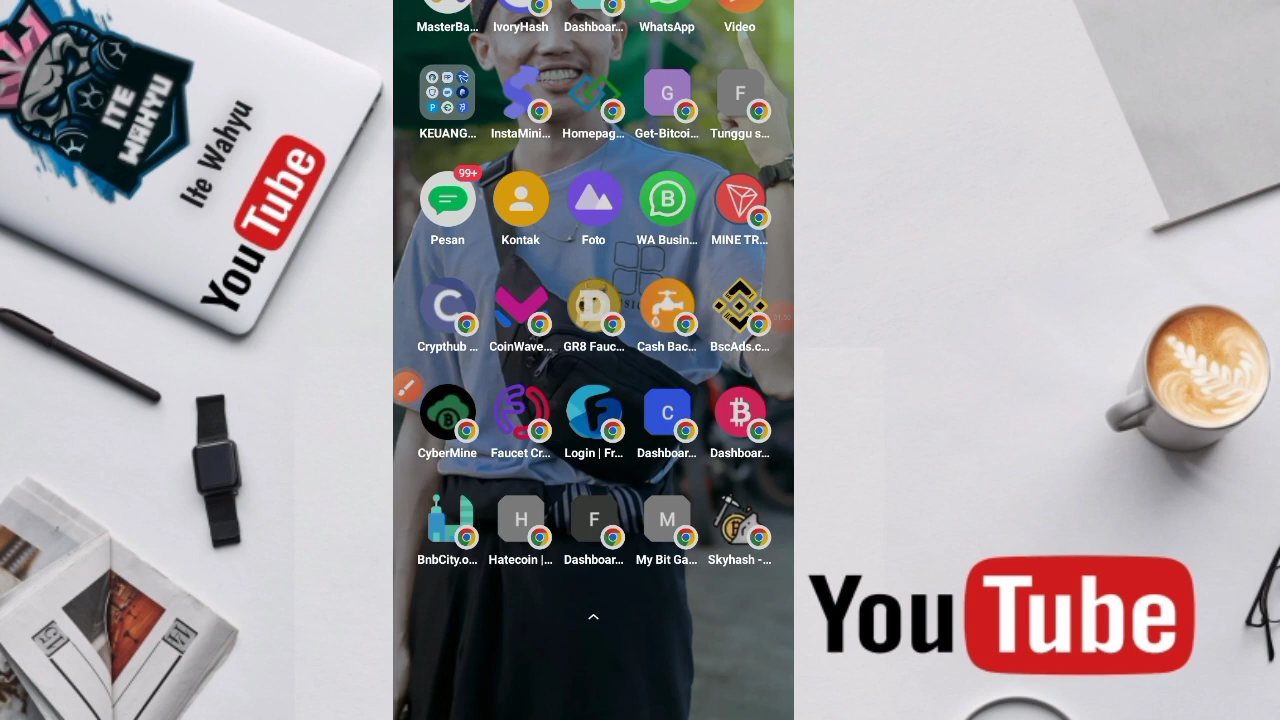 MasterBa...
IvoryHash
Dashboar...
WhatsApp
Video
KEUANG...
InstaMini...
Homepag...
G
Get-Bitcoi...
F
Tunggu s...
99+
Pesan
Kontak
Foto
B
WA Busin...
MINE TR...
C
Crypthub ...
CoinWave...
D
GR8 Fauc...
Cash Bac...
BscAds.c...
CyberMine
Faucet Cr...
Login | Fr...
C
Dashboar...
Dashboar...
BnbCity.o...
H
Hatecoin |...
F
Dashboar...
M
My Bit Ga...
Skyhash -...
ITE
WAHYU
Ite Wahyu
YouTube
YouTube